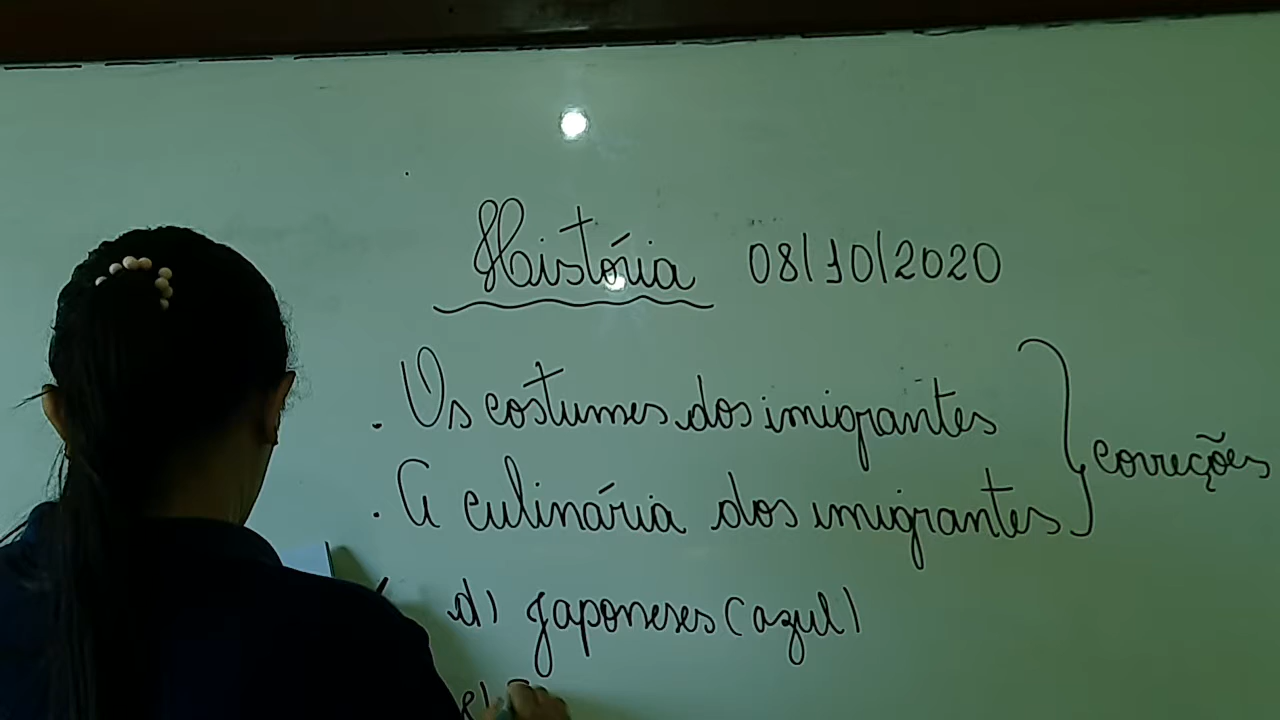 História 08/10/2020
. Os costumes dos imigrantes
. A culinária dos imigrantes
} correções
d) Japoneses (azul)
e)